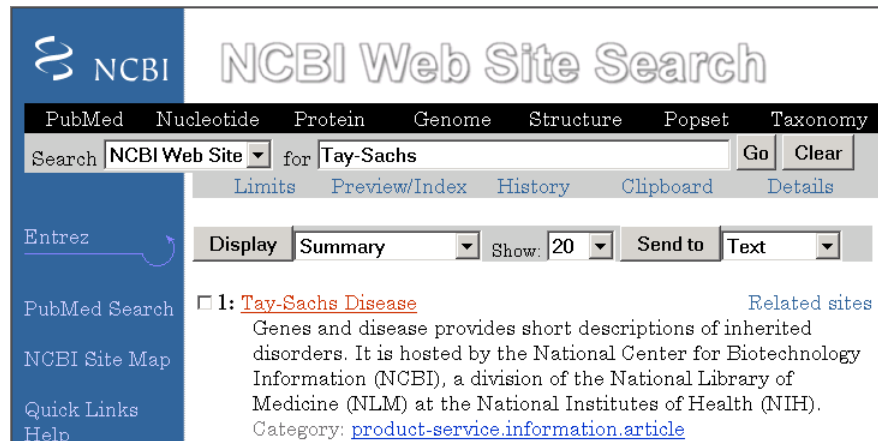 NCBI
NCBI Web Site Search
PubMed Nucleotide Protein Genome Structure Popset Taxonomy
Search NCBI Web Site for Tay-Sachs Go Clear
Limits Preview/Index History Clipboard Details
Entrez
Display Summary Show: 20 Send to Text
PubMed Search
NCBI Site Map
Quick Links
Help
1: Tay-Sachs Disease Related sites
Genes and disease provides short descriptions of inherited
disorders. It is hosted by the National Center for Biotechnology
Information (NCBI), a division of the National Library of
Medicine (NLM) at the National Institutes of Health (NIH).
Category: product-service.information.article